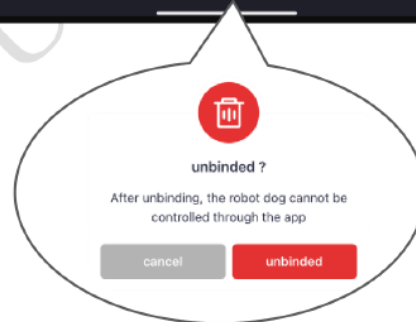 unbinded ?
After unbinding, the robot dog cannot be
controlled through the app
cancel
unbinded